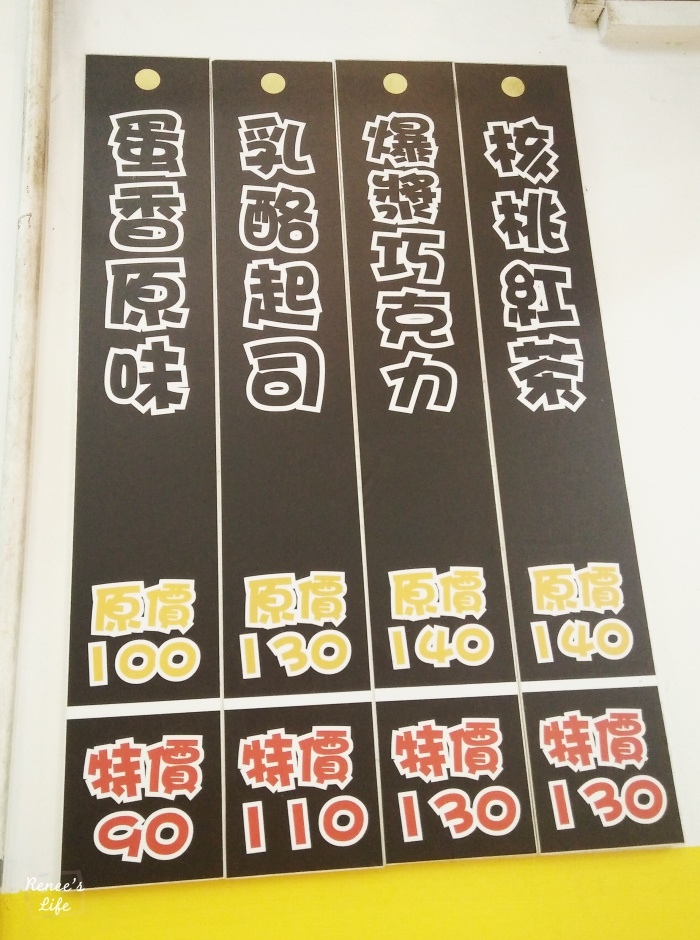 蛋香原味
原價
100
特價
90
乳酪起司
原價
130
特價
110
爆漿巧克力
原價
140
特價
130
核桃紅茶
原價
140
特價
130
Renee's
Life